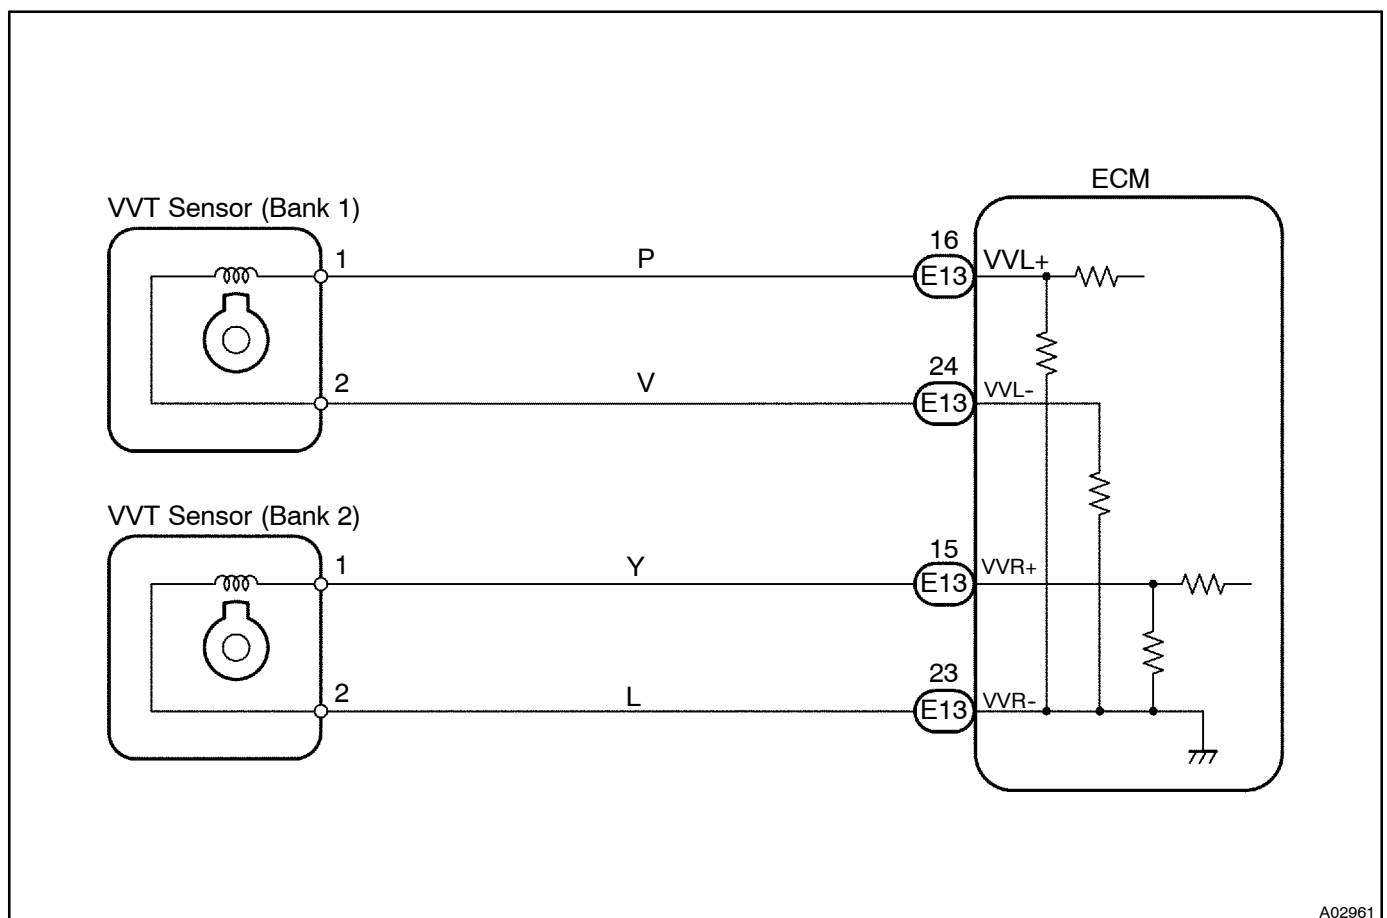 ECM
VVT Sensor (Bank 1)
1
P
16
E13
VVL+
2
V
24
E13
VVL-
VVT Sensor (Bank 2)
1
Y
15
E13
VVR+
2
L
23
E13
VVR-
A02961